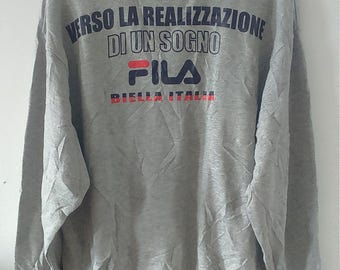 VERSO LA REALIZZAZIONE
DI UN SOGNO
FILA
BIELLA ITALIA